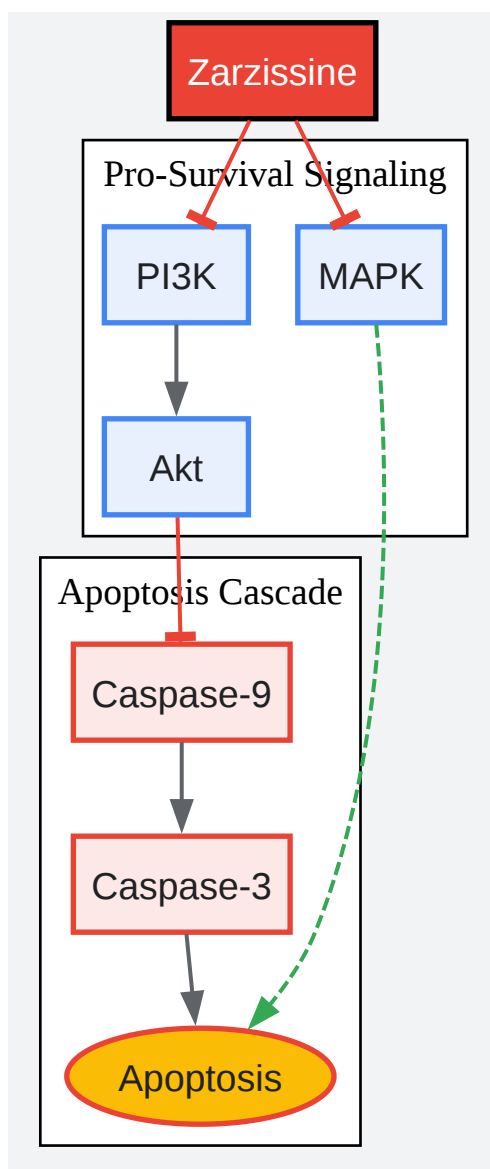 Zarzissine
Pro-Survival Signaling
PI3K
MAPK
Akt
Apoptosis Cascade
Caspase-9
Caspase-3
Apoptosis